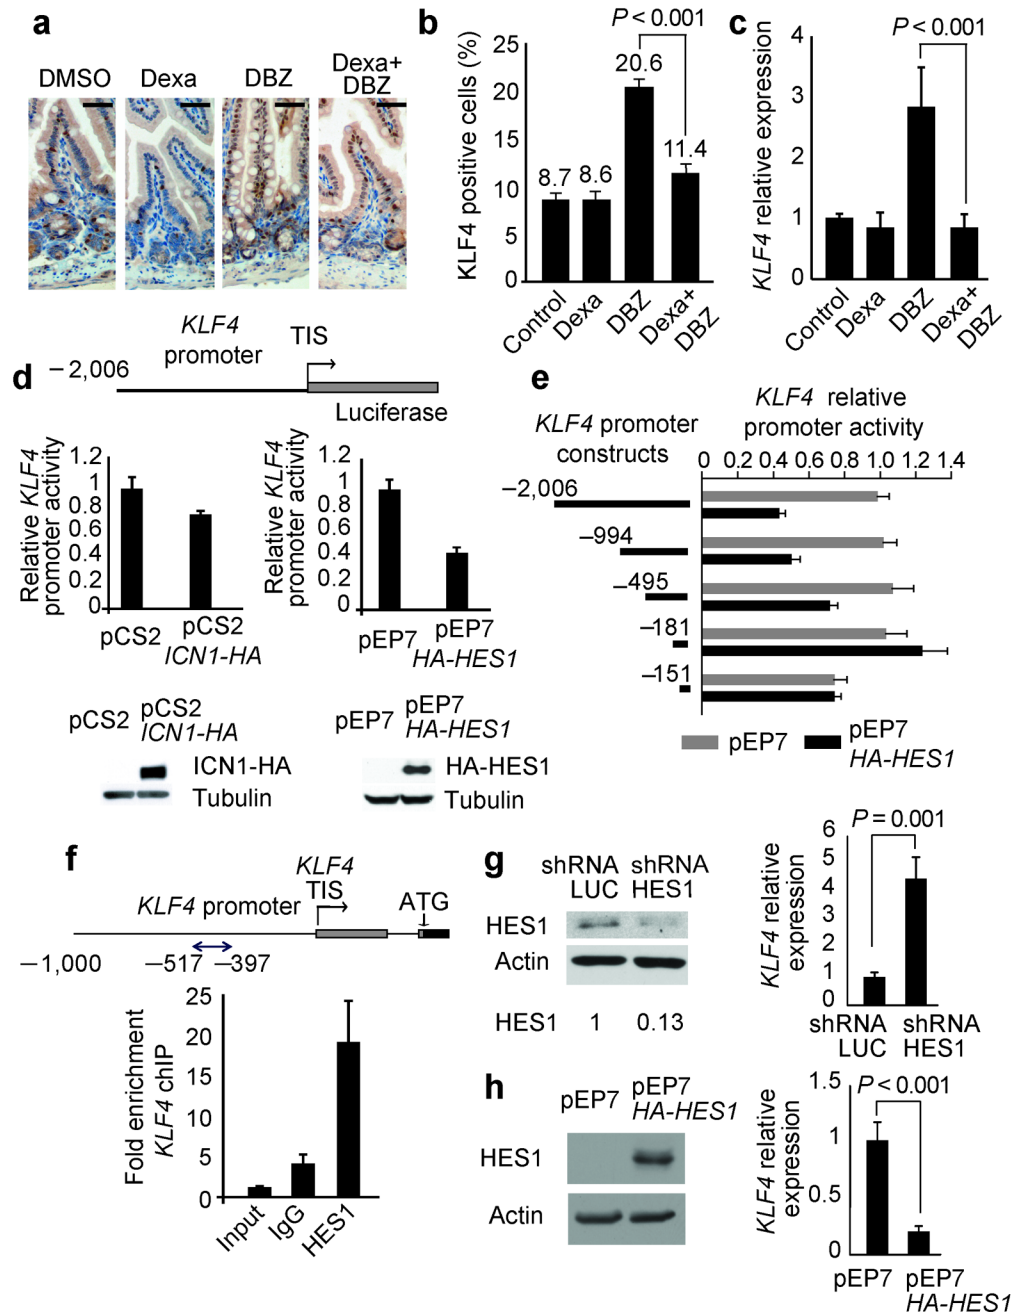 a
DMSO
Dexa
DBZ
Dexa+
DBZ
b
KLF4 positive cells (%)
25
20
15
10
5
0
8.7
8.6
20.6
11.4
P < 0.001
Control
Dexa
DBZ
Dexa+
DBZ
c
KLF4 relative expression
4
3
2
1
0
P < 0.001
Control
Dexa
DBZ
Dexa+
DBZ
d
KLF4
promoter
TIS
−2,006
Luciferase
Relative KLF4
promoter activity
1.2
1
0.8
0.6
0.4
0.2
0
pCS2
pCS2
ICN1-HA
Relative KLF4
promoter activity
1.2
1
0.8
0.6
0.4
0.2
0
pEP7
pEP7
HA-HES1
pCS2
pCS2
ICN1-HA
ICN1-HA
Tubulin
pEP7
pEP7
HA-HES1
HA-HES1
Tubulin
e
KLF4 promoter
constructs
KLF4 relative
promoter activity
0 0.2 0.4 0.6 0.8 1.0 1.2 1.4
−2,006
−994
−495
−181
−151
pEP7
pEP7
HA-HES1
f
KLF4
TIS
KLF4 promoter
ATG
−1,000
−517
−397
Fold enrichment
KLF4 chIP
25
20
15
10
5
0
Input
IgG
HES1
g
shRNA
LUC
shRNA
HES1
HES1
Actin
HES1 1 0.13
KLF4 relative
expression
6
5
4
3
2
1
0
P = 0.001
shRNA
LUC
shRNA
HES1
h
pEP7
pEP7
HA-HES1
HES1
Actin
KLF4 relative
expression
1.5
1
0.5
0
P < 0.001
pEP7
pEP7
HA-HES1